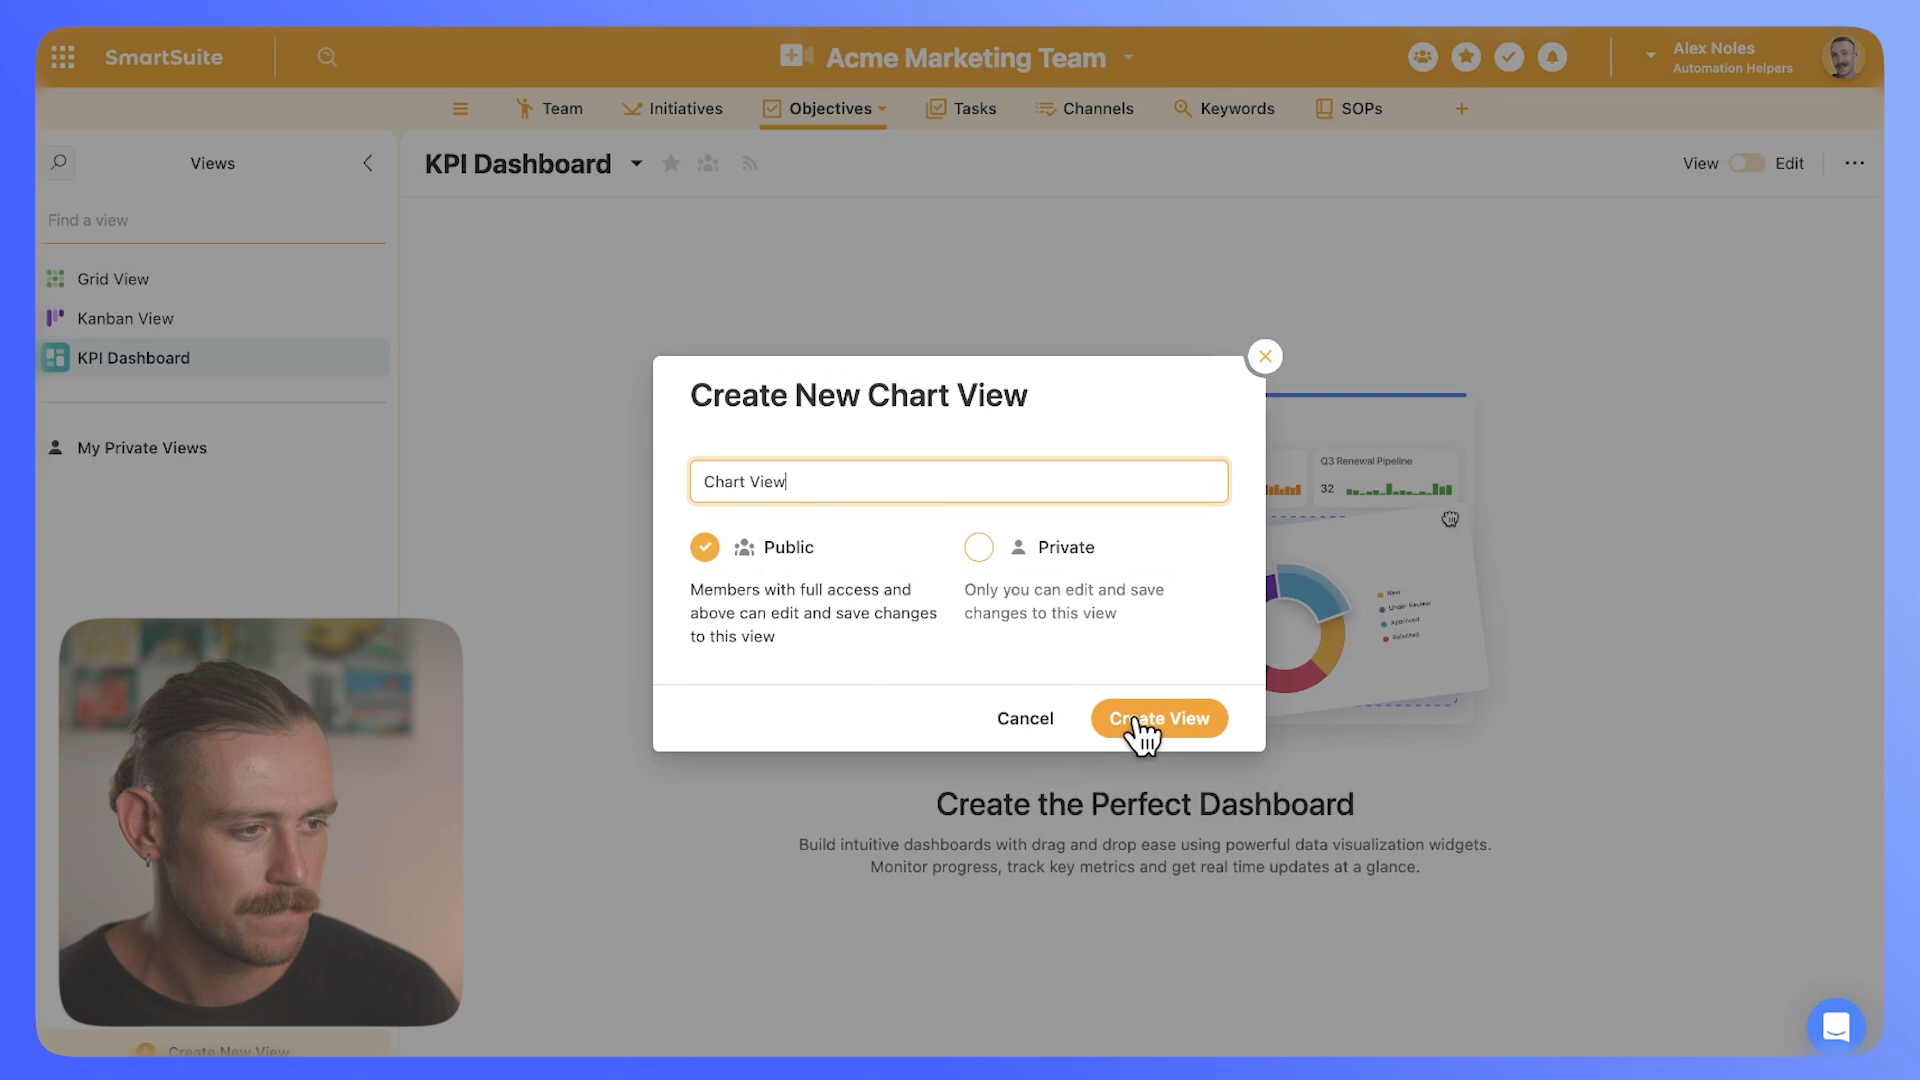 SmartSuite
Acme Marketing Team
Alex Noles
Automation Helpers
Team
Initiatives
Objectives
Tasks
Channels
Keywords
SOPs
Views
KPI Dashboard
View
Edit
Find a view
Grid View
Kanban View
KPI Dashboard
My Private Views
Create New View
Create New Chart View
Chart View
Public
Private
Members with full access and
above can edit and save changes
to this view
Only you can edit and save
changes to this view
Cancel
Create View
Q3 Renewal Pipeline
32
New
Under Review
Approved
Rejected
Create the Perfect Dashboard
Build intuitive dashboards with drag and drop ease using powerful data visualization widgets.
Monitor progress, track key metrics and get real time updates at a glance.